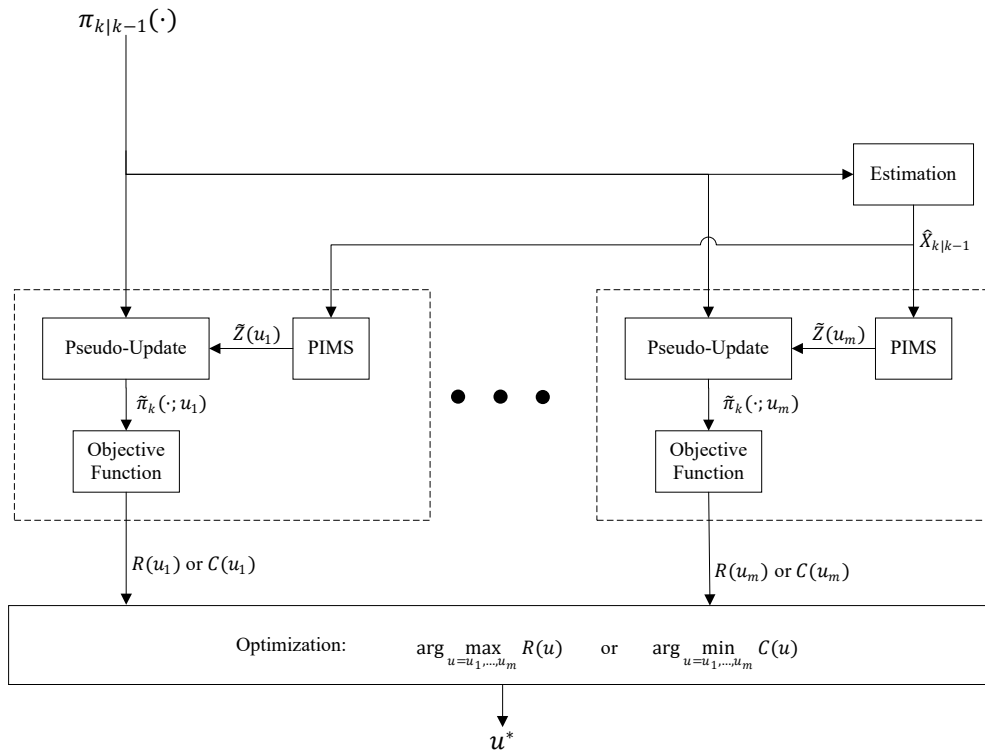 π_{k|k−1}(·)
Estimation
X̂_{k|k−1}
Pseudo-Update
Z̃(u_1)
PIMS
Pseudo-Update
Z̃(u_m)
PIMS
π̃_k(·; u_1)
π̃_k(·; u_m)
Objective
Function
Objective
Function
R(u_1) or C(u_1)
R(u_m) or C(u_m)
Optimization: arg max_{u=u_1,…,u_m} R(u) or arg min_{u=u_1,…,u_m} C(u)
u^*